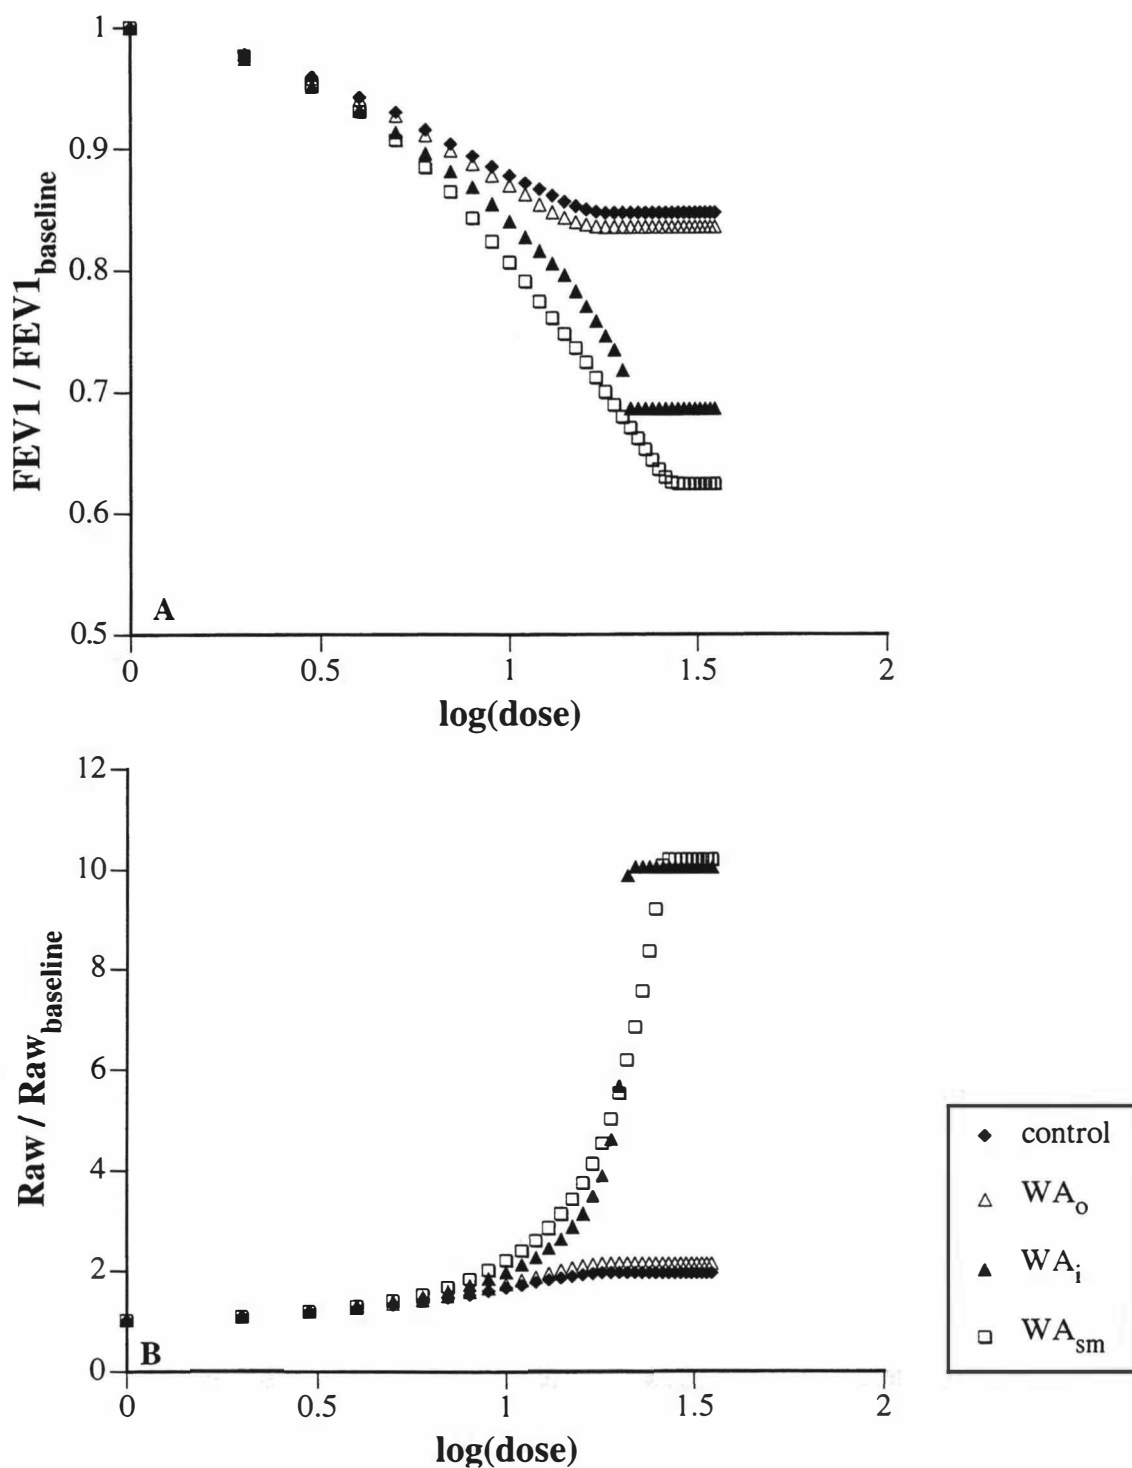 1
0.9
0.8
0.7
0.6
0.5
FEV1 / FEV1baseline
A
0 0.5 1 1.5 2
log(dose)
12
10
8
6
4
2
0
Raw / Rawbaseline
B
0 0.5 1 1.5 2
log(dose)
control
WAo
WAi
WAsm